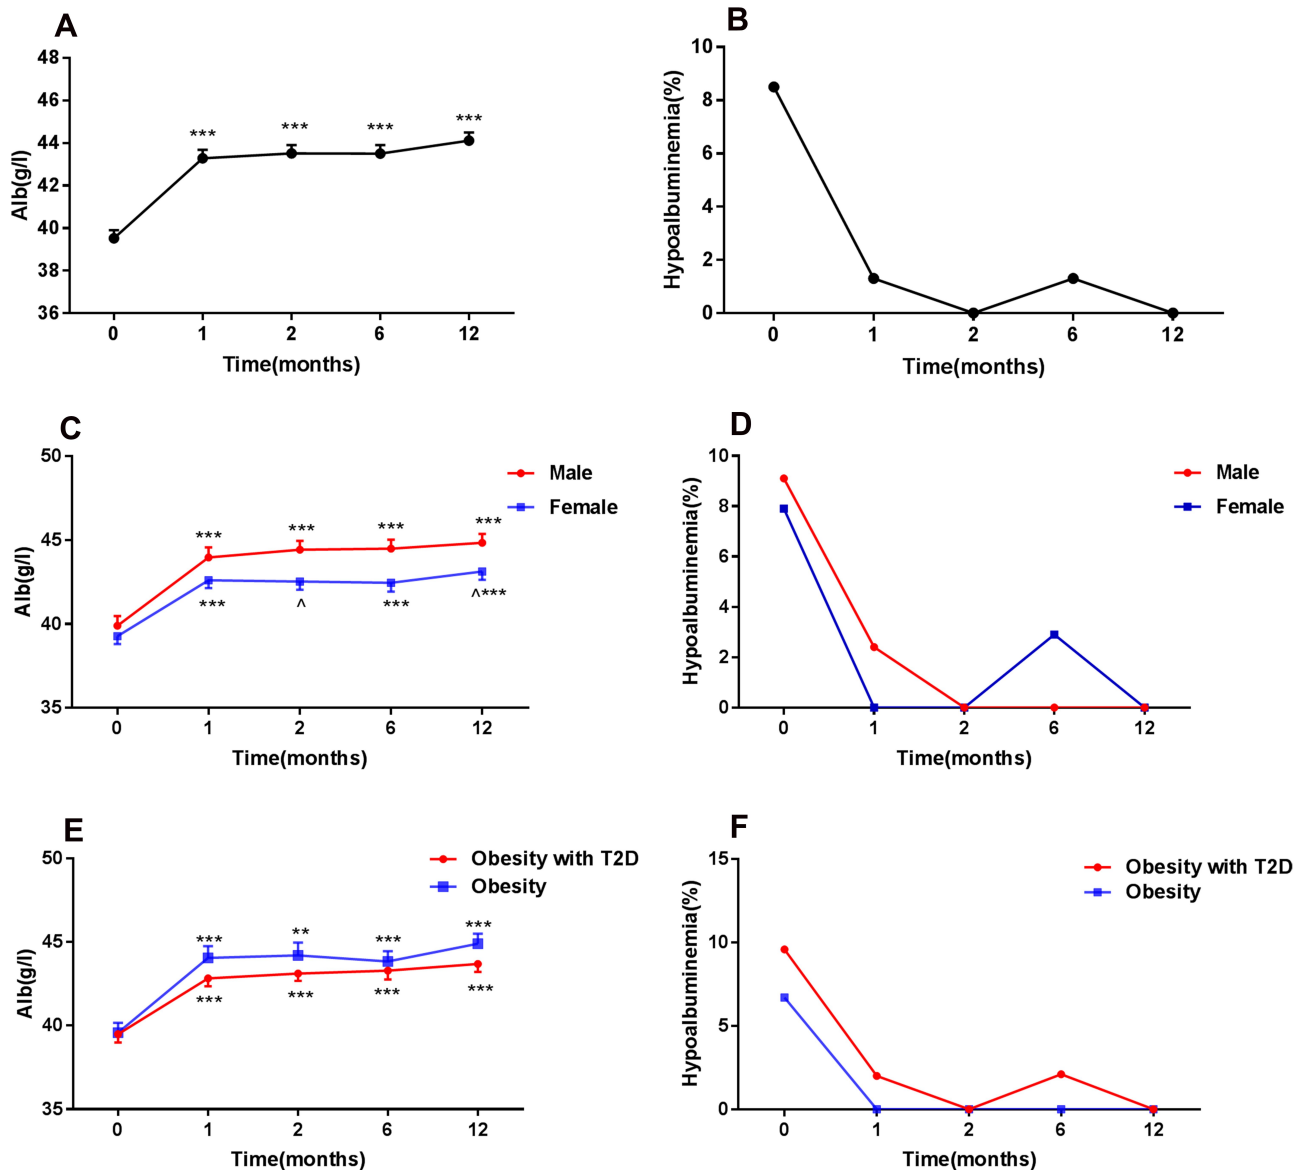 A
Alb(g/l)
48
46
44
42
40
38
36
***
***
***
***
0 1 2 6 12
Time(months)
B
Hypoalbuminemia(%)
10
8
6
4
2
0
0 1 2 6 12
Time(months)
C
Alb(g/l)
50
45
40
35
Male
Female
***
***
***
***
***
^
***
^***
0 1 2 6 12
Time(months)
D
Hypoalbuminemia(%)
10
8
6
4
2
0
Male
Female
0 1 2 6 12
Time(months)
E
Alb(g/l)
50
45
40
35
Obesity with T2D
Obesity
***
**
***
***
***
***
***
***
0 1 2 6 12
Time(months)
F
Hypoalbuminemia(%)
15
10
5
0
Obesity with T2D
Obesity
0 1 2 6 12
Time(months)